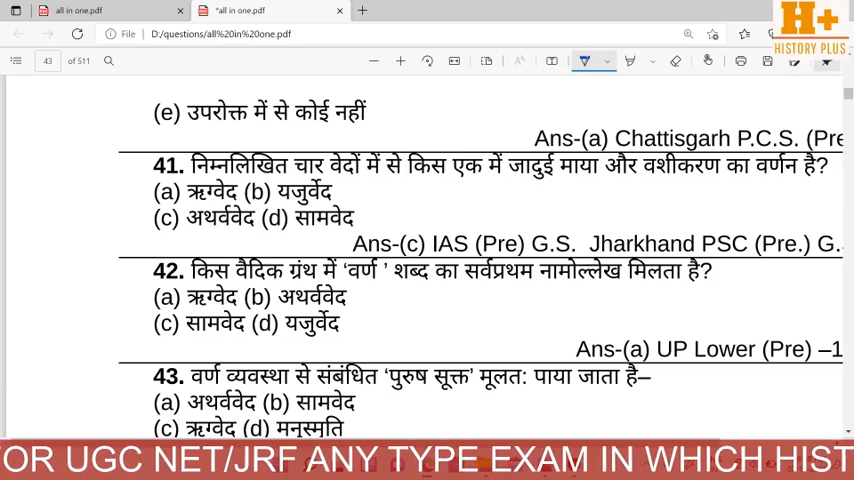 all in one.pdf
*all in one.pdf
File
D:/questions/all%20in%20one.pdf
H+
HISTORY PLUS
43 of 511
(e) उपरोक्त में से कोई नहीं
Ans-(a) Chattisgarh P.C.S. (Pre
41. निम्नलिखित चार वेदों में से किस एक में जादुई माया और वशीकरण का वर्णन है?
(a) ऋग्वेद (b) यजुर्वेद
(c) अथर्ववेद (d) सामवेद
Ans-(c) IAS (Pre) G.S. Jharkhand PSC (Pre.) G.
42. किस वैदिक ग्रंथ में ‘वर्ण ’ शब्द का सर्वप्रथम नामोल्लेख मिलता है?
(a) ऋग्वेद (b) अथर्ववेद
(c) सामवेद (d) यजुर्वेद
Ans-(a) UP Lower (Pre) –1
43. वर्ण व्यवस्था से संबंधित ‘पुरुष सूक्त’ मूलत: पाया जाता है–
(a) अथर्ववेद (b) सामवेद
(c) ऋग्वेद (d) मनुस्मृति
OR UGC NET/JRF ANY TYPE EXAM IN WHICH HIST